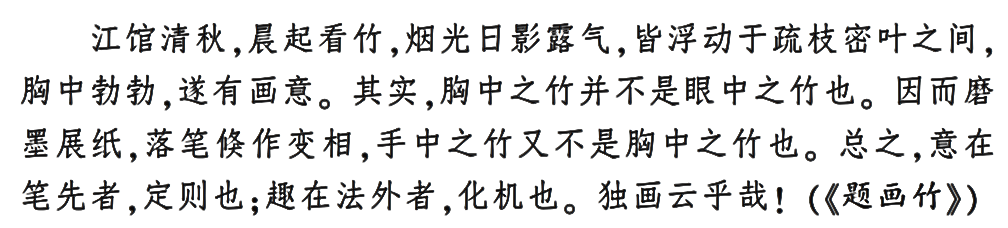 江馆清秋,晨起看竹,烟光日影露气,皆浮动于疏枝密叶之间,
胸中勃勃,遂有画意。其实,胸中之竹并不是眼中之竹也。因而磨
墨展纸,落笔倏作变相,手中之竹又不是胸中之竹也。总之,意在
笔先者,定则也;趣在法外者,化机也。独画云乎哉! (《题画竹》)